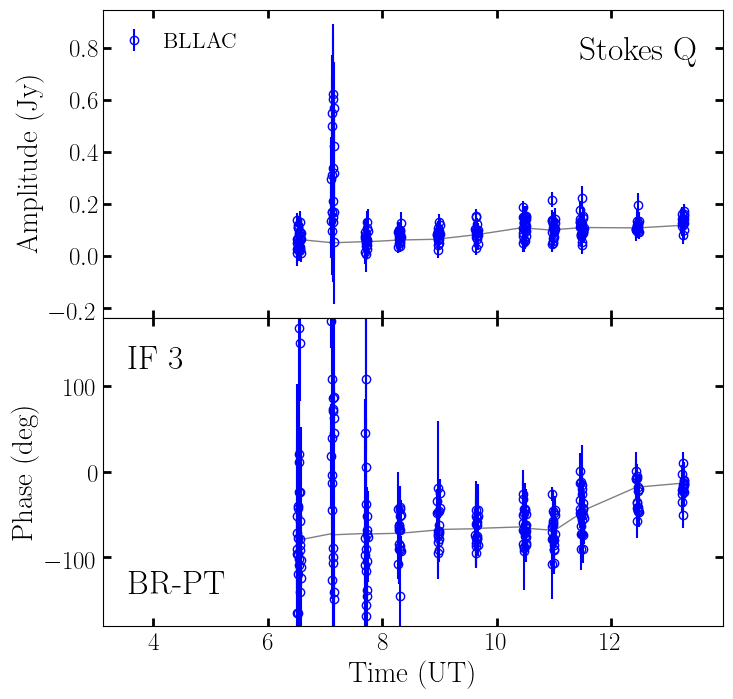 BLLAC
Stokes Q
Amplitude (Jy)
0.8
0.6
0.4
0.2
0.0
−0.2
IF 3
Phase (deg)
100
0
−100
BR-PT
4 6 8 10 12
Time (UT)